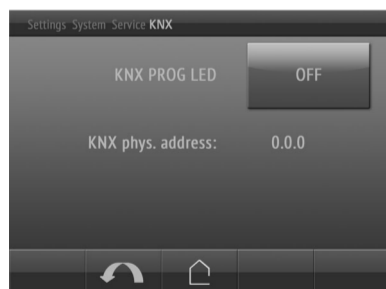 Settings System Service KNX
KNX PROG LED OFF
KNX phys. address: 0.0.0